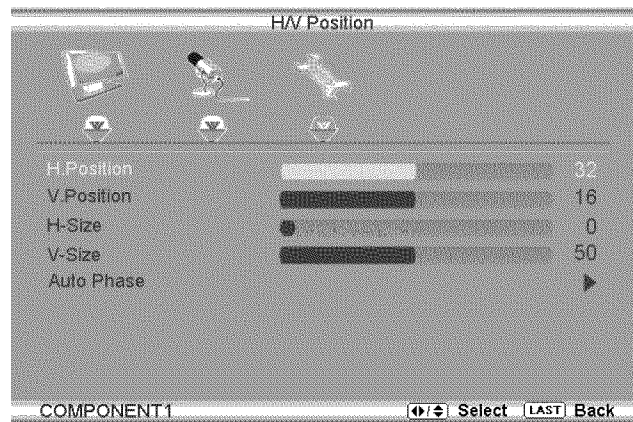 H/V Position
H.Position 32
V.Position 16
H-Size 0
V-Size 50
Auto Phase
COMPONENT1 Select LAST Back